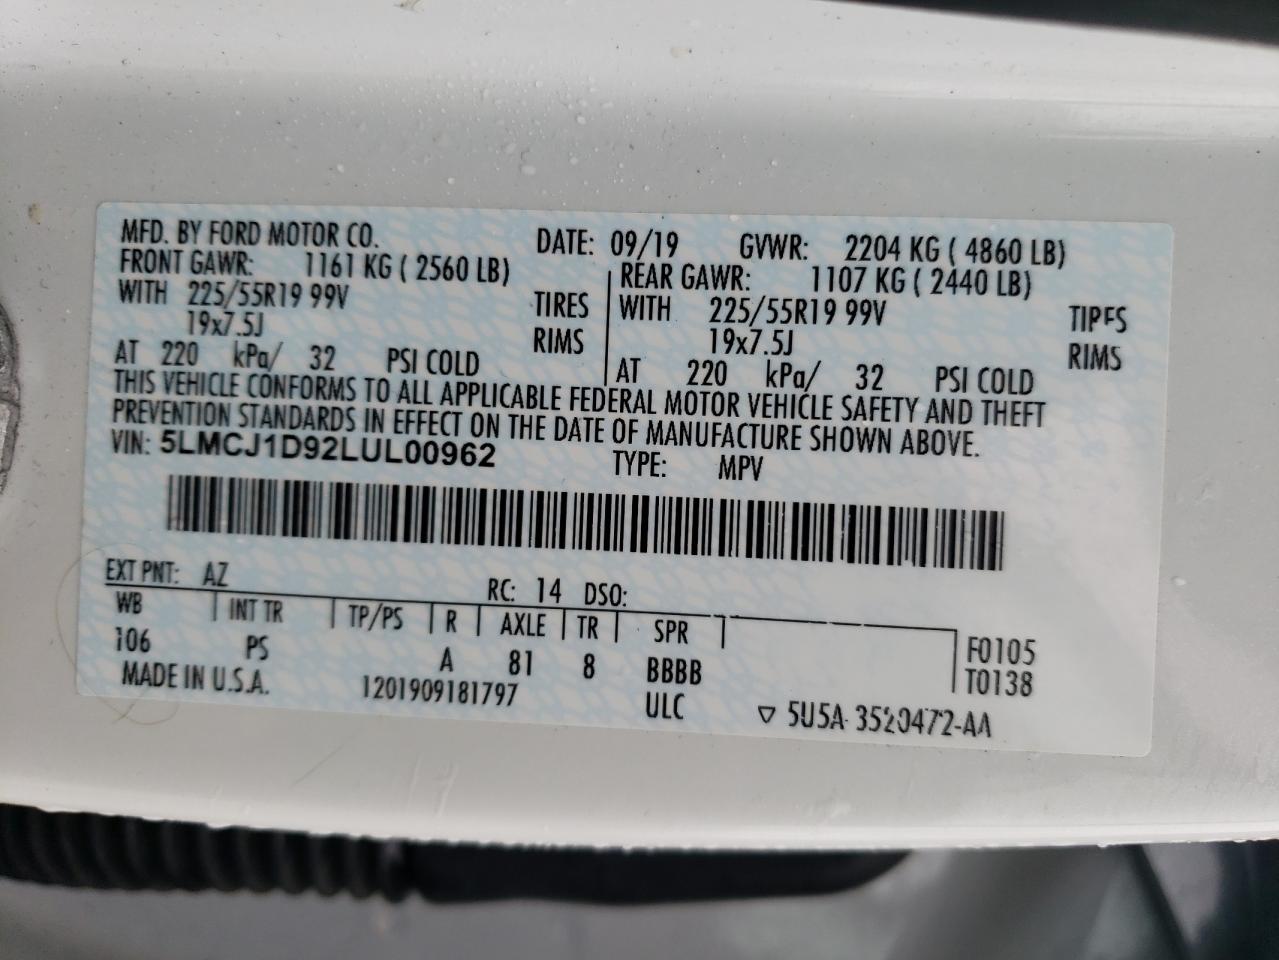 MFD. BY FORD MOTOR CO. DATE: 09/19 GVWR: 2204 KG ( 4860 LB)
FRONT GAWR: 1161 KG ( 2560 LB) REAR GAWR: 1107 KG ( 2440 LB)
WITH 225/55R19 99V TIRES WITH 225/55R19 99V TIRES
19x7.5J RIMS 19x7.5J RIMS
AT 220 kPa/ 32 PSI COLD AT 220 kPa/ 32 PSI COLD
THIS VEHICLE CONFORMS TO ALL APPLICABLE FEDERAL MOTOR VEHICLE SAFETY AND THEFT
PREVENTION STANDARDS IN EFFECT ON THE DATE OF MANUFACTURE SHOWN ABOVE.
VIN: 5LMCJ1D92LUL00962 TYPE: MPV
EXT PNT: AZ RC: 14 DSO:
WB INT TR TP/PS R AXLE TR SPR F0105
106 PS A 81 8 BBBB T0138
MADE IN U.S.A. 1201909181797 ULC ▽ 5U5A-3520472-AA